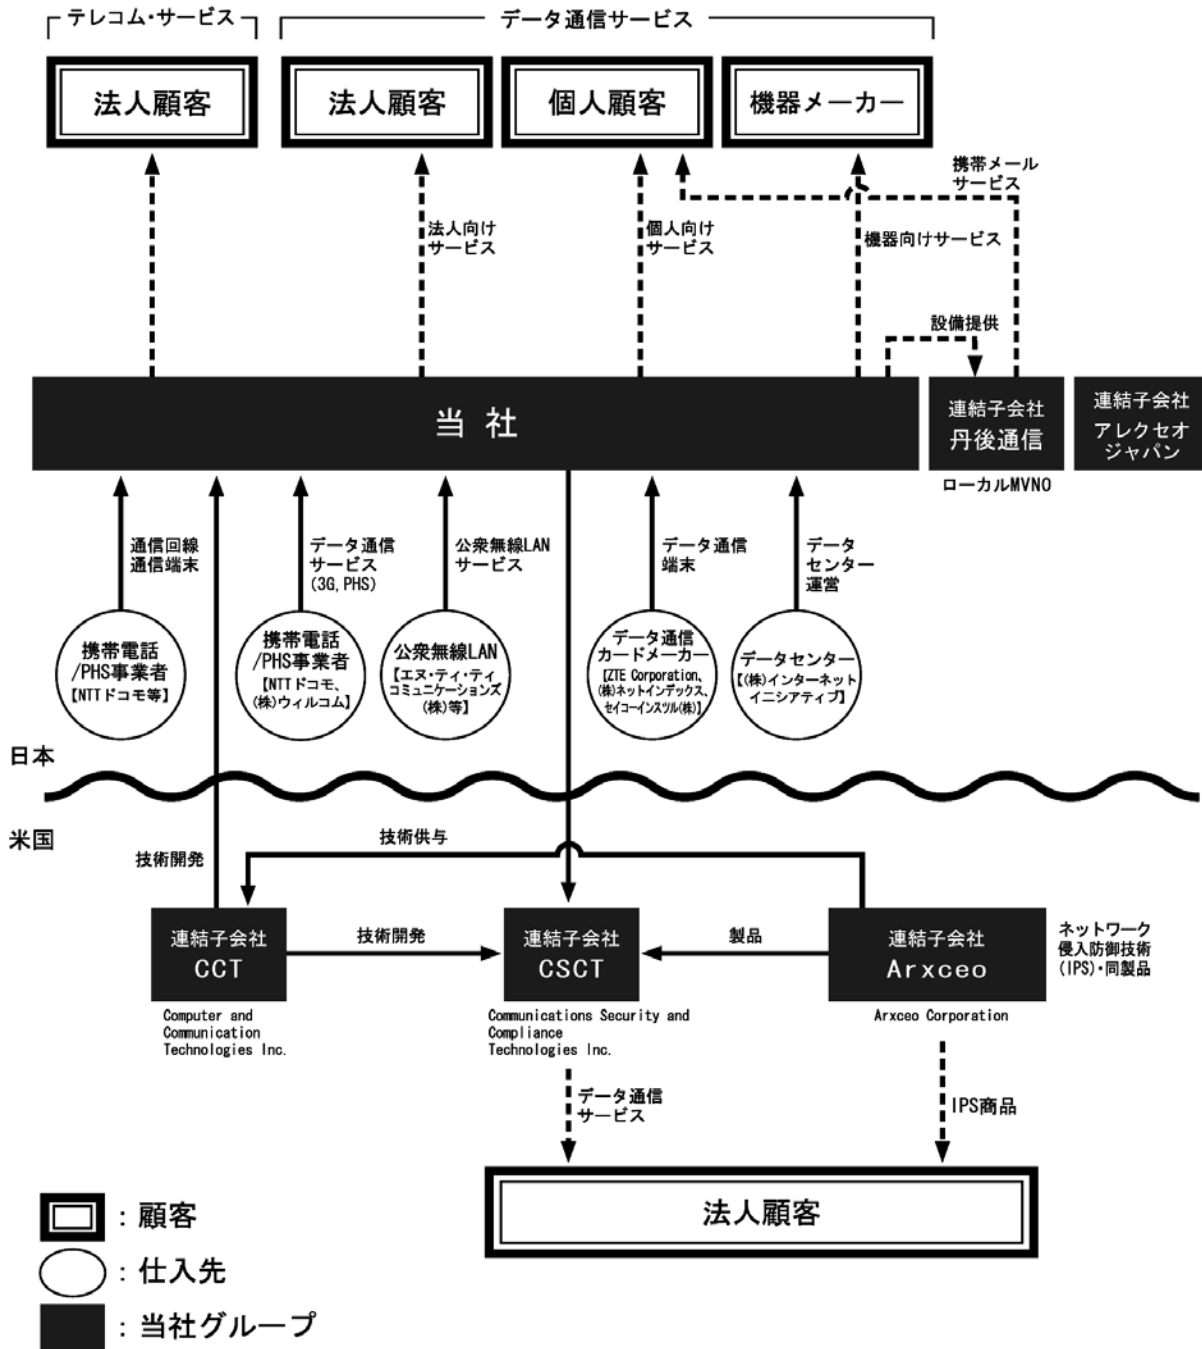 テレコム・サービス
データ通信サービス
法人顧客
法人顧客
個人顧客
機器メーカー
携帯メール
サービス
法人向け
サービス
個人向け
サービス
機器向けサービス
設備提供
当社
連結子会社
丹後通信
ローカルMVNO
連結子会社
アレクセオ
ジャパン
通信回線
通信端末
データ通信
サービス
(3G, PHS)
公衆無線LAN
サービス
データ通信
端末
データ
センター
運営
携帯電話
/PHS事業者
【NTTドコモ等】
携帯電話
/PHS事業者
【NTTドコモ、
(株)ウィルコム】
公衆無線LAN
【エヌ・ティ・ティ
コミュニケーションズ
(株)等】
データ通信
カードメーカー
【ZTE Corporation、
(株)ネットインデックス、
セイコーインスツル(株)】
データセンター
【(株)インターネット
イニシアティブ】
日本
米国
技術開発
技術供与
連結子会社
CCT
Computer and
Communication
Technologies Inc.
技術開発
連結子会社
CSCT
Communications Security and
Compliance
Technologies Inc.
製品
連結子会社
Arxceo
Arxceo Corporation
ネットワーク
侵入防御技術
(IPS)・同製品
データ通信
サービス
IPS商品
法人顧客
：顧客
：仕入先
：当社グループ